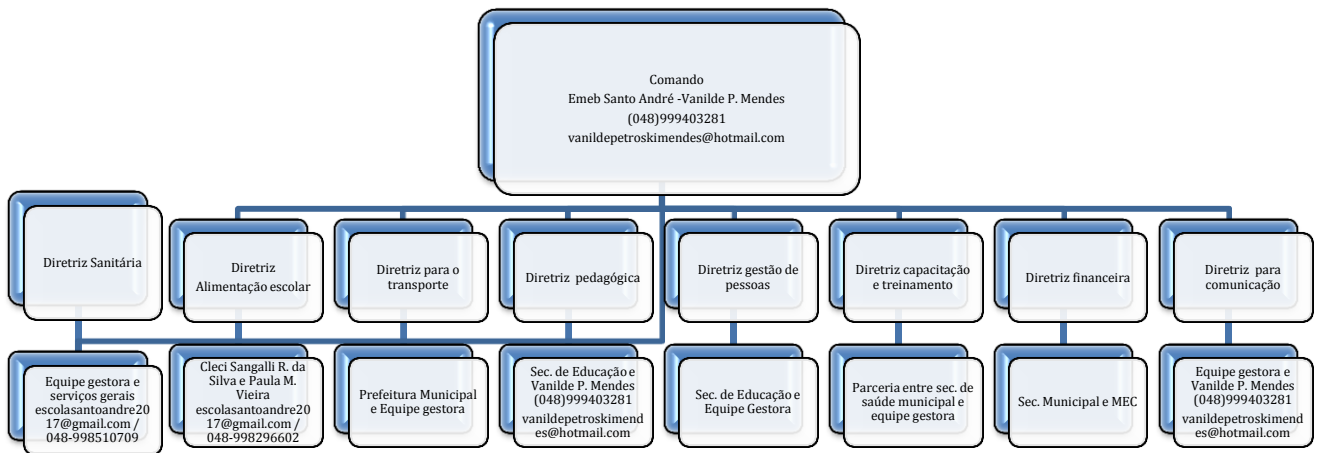 Comando
Emeb Santo André -Vanilde P. Mendes
(048)999403281
vanildepetroskimendes@hotmail.com
Diretriz Sanitária
Diretriz
Alimentação escolar
Diretriz para o
transporte
Diretriz pedagógica
Diretriz gestão de
pessoas
Diretriz capacitação
e treinamento
Diretriz financeira
Diretriz para
comunicação
Equipe gestora e
serviços gerais
escolasantoandre20
17@gmail.com /
048-998510709
Cleci Sangalli R. da
Silva e Paula M.
Vieira
escolasantoandre20
17@gmail.com /
048-998296602
Prefeitura Municipal
e Equipe gestora
Sec. de Educação e
Vanilde P. Mendes
(048)999403281
vanildepetroskimend
es@hotmail.com
Sec. de Educação e
Equipe Gestora
Parceria entre sec. de
saúde municipal e
equipe gestora
Sec. Municipal e MEC
Equipe gestora e
Vanilde P. Mendes
(048)999403281
vanildepetroskimend
es@hotmail.com